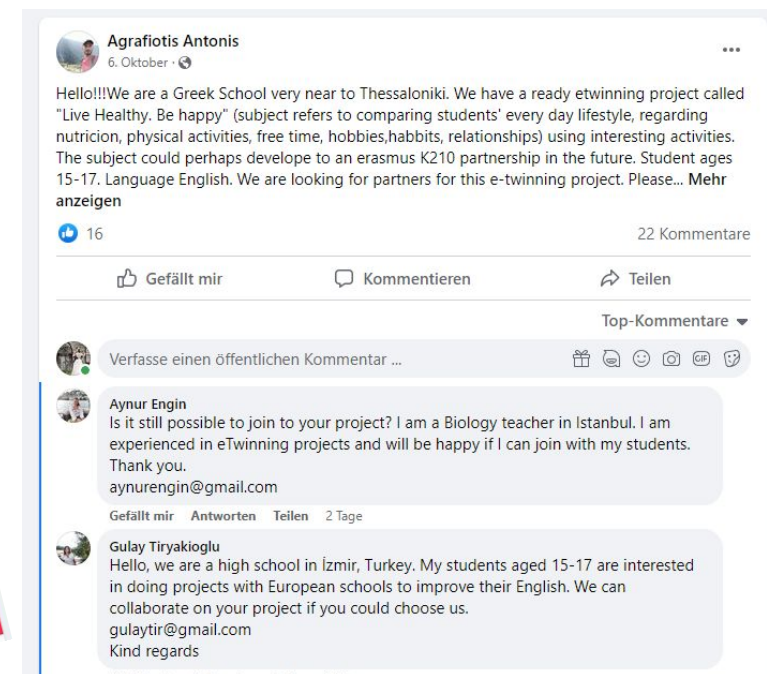 Agrafiotis Antonis
6. Oktober ·
Hello!!!We are a Greek School very near to Thessaloniki. We have a ready etwinning project called
"Live Healthy. Be happy" (subject refers to comparing students' every day lifestyle, regarding
nutricion, physical activities, free time, hobbies,habbits, relationships) using interesting activities.
The subject could perhaps develope to an erasmus K210 partnership in the future. Student ages
15-17. Language English. We are looking for partners for this e-twinning project. Please... Mehr
anzeigen
16 22 Kommentare
Gefällt mir Kommentieren Teilen
Top-Kommentare
Verfasse einen öffentlichen Kommentar ... GIF
Aynur Engin
Is it still possible to join to your project? I am a Biology teacher in Istanbul. I am
experienced in eTwinning projects and will be happy if I can join with my students.
Thank you.
aynurengin@gmail.com
Gefällt mir Antworten Teilen 2 Tage
Gulay Tiryakioglu
Hello, we are a high school in İzmir, Turkey. My students aged 15-17 are interested
in doing projects with European schools to improve their English. We can
collaborate on your project if you could choose us.
gulaytir@gmail.com
Kind regards